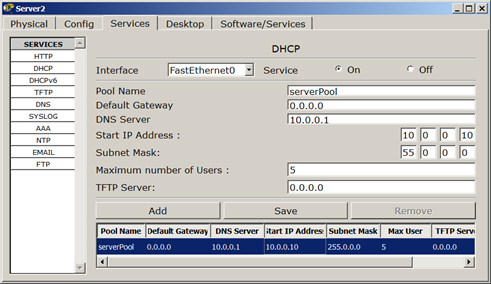 Server2
Physical Config Services Desktop Software/Services
SERVICES
HTTP
DHCP
DHCPv6
TFTP
DNS
SYSLOG
AAA
NTP
EMAIL
FTP
DHCP
Interface FastEthernet0 Service On Off
Pool Name serverPool
Default Gateway 0.0.0.0
DNS Server 10.0.0.1
Start IP Address : 10 0 0 10
Subnet Mask: 55 0 0 0
Maximum number of Users : 5
TFTP Server: 0.0.0.0
Add Save Remove
Pool Name Default Gateway DNS Server Start IP Address Subnet Mask Max User TFTP Serve
serverPool 0.0.0.0 10.0.0.1 10.0.0.10 255.0.0.0 5 0.0.0.0